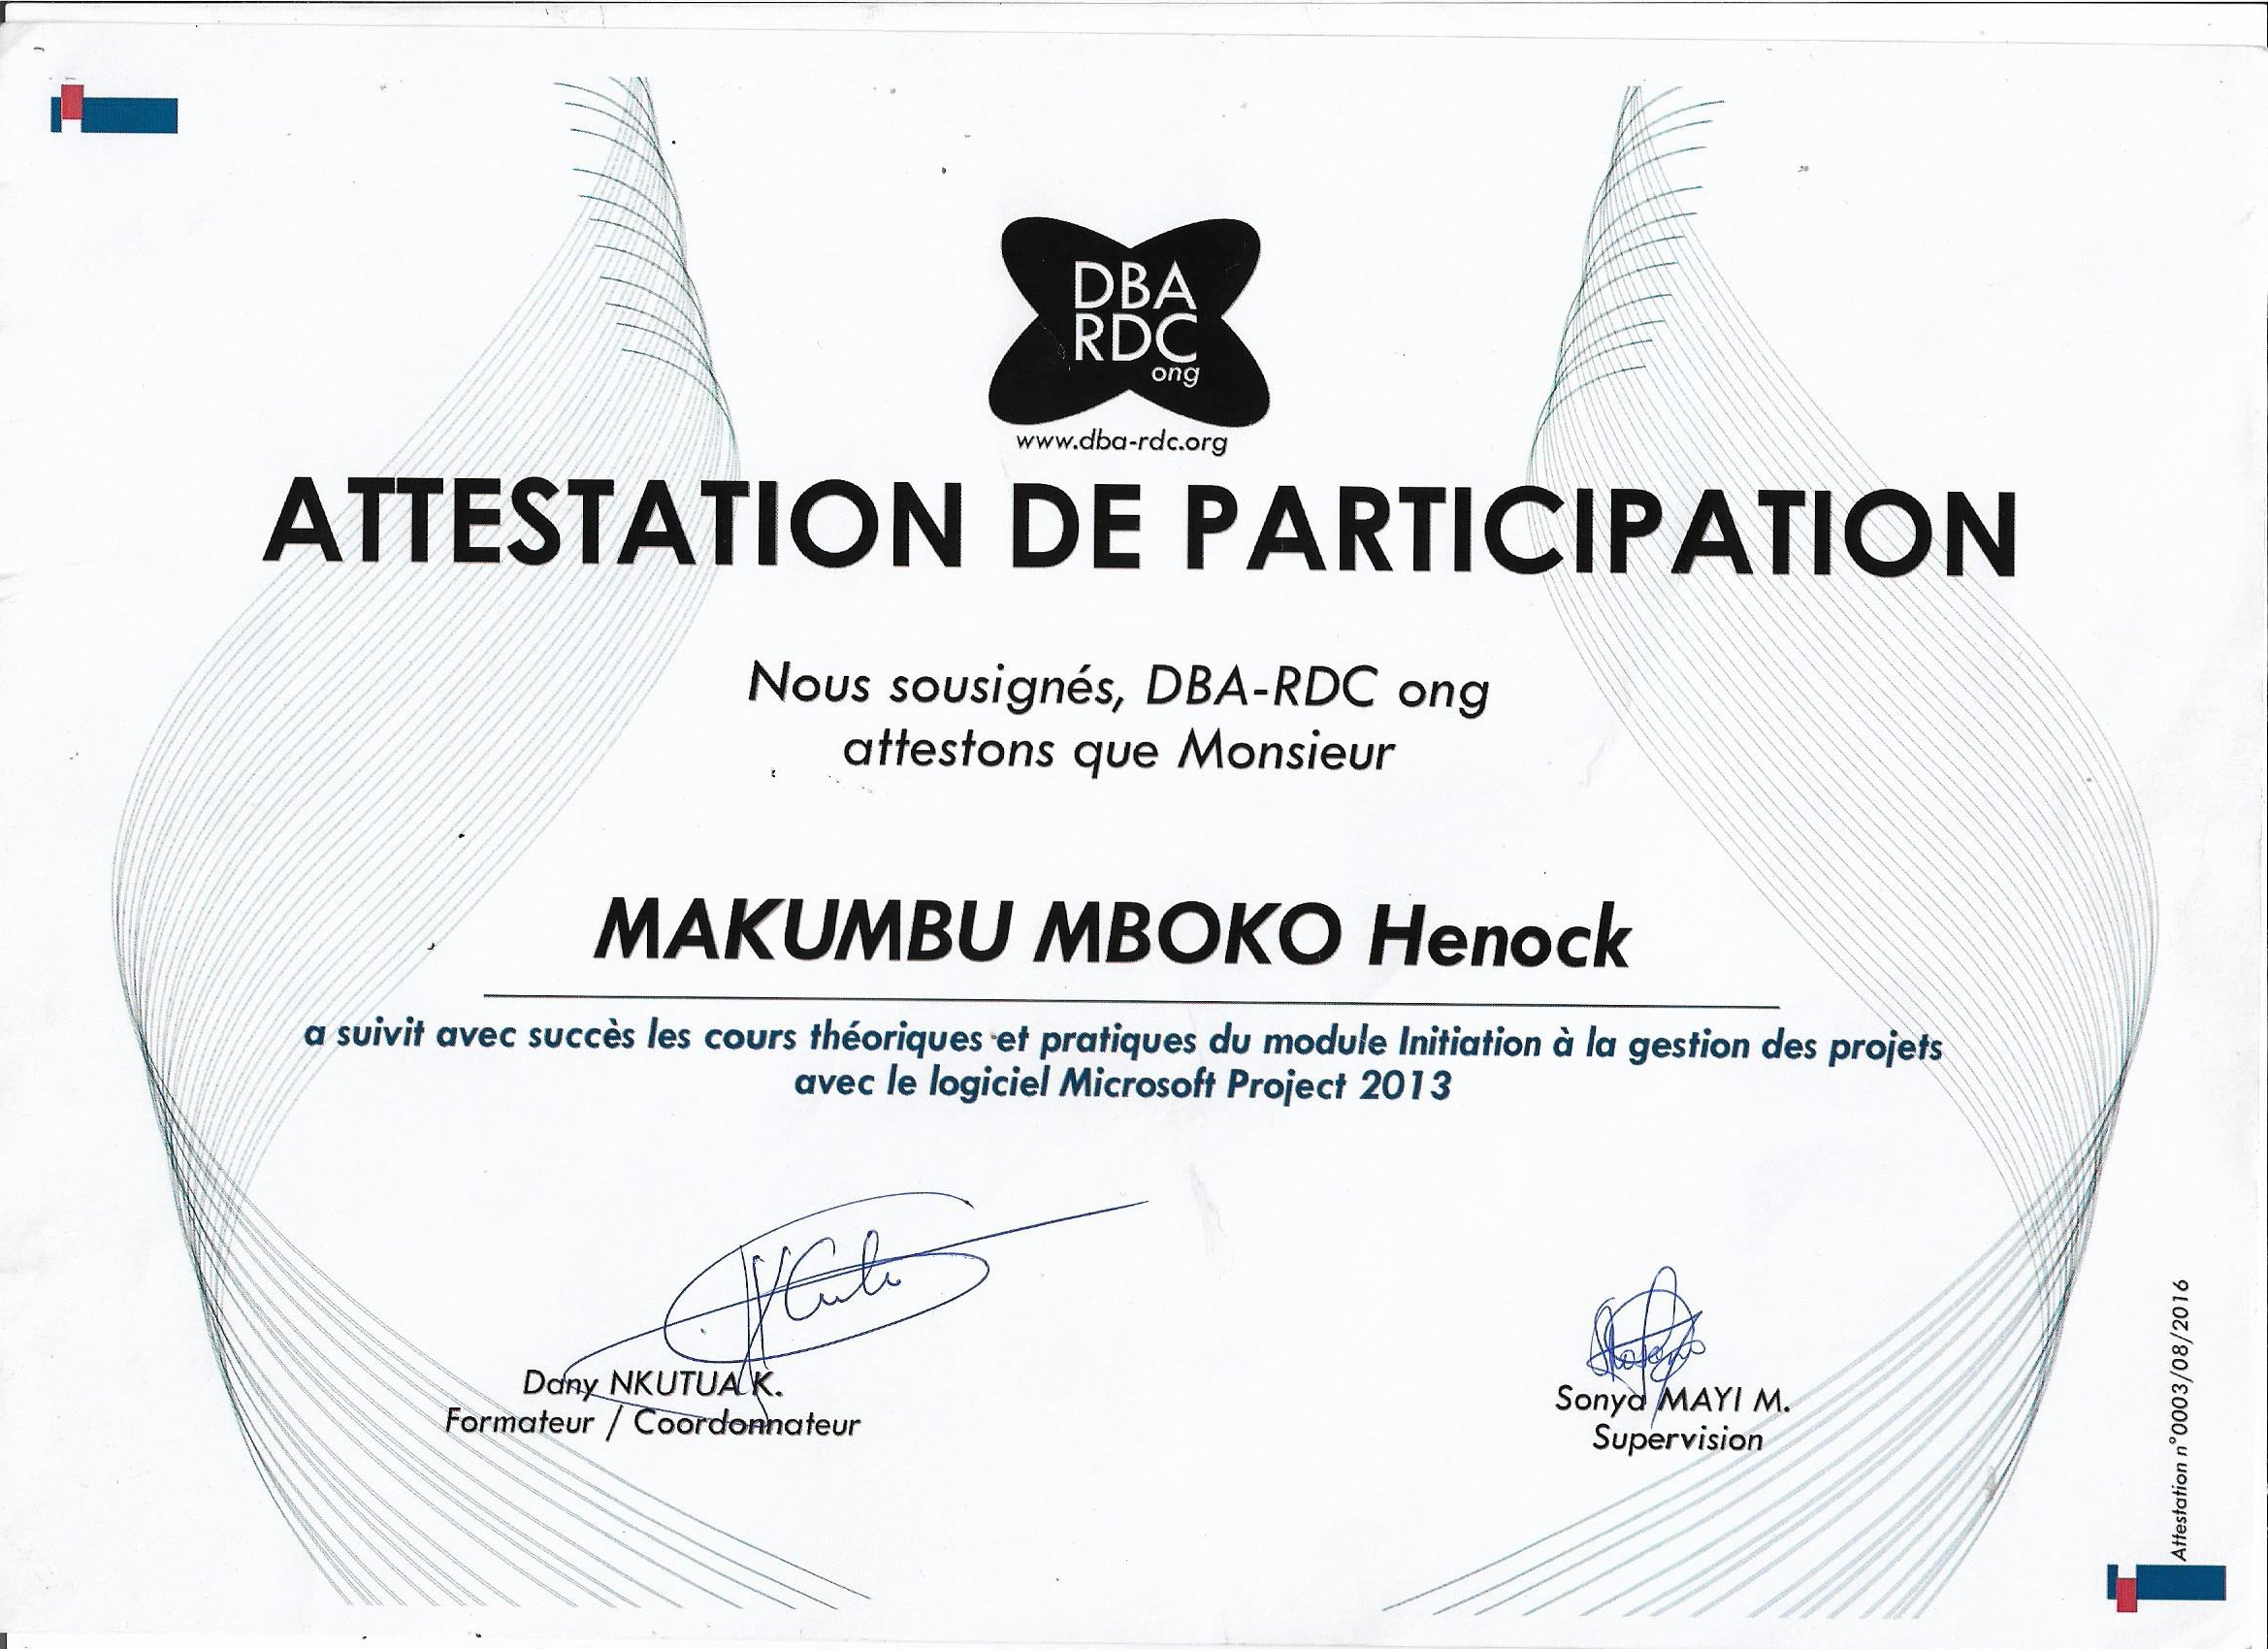 DBA
RDC
ong
www.dba-rdc.org
ATTESTATION DE PARTICIPATION
Nous sousignés, DBA-RDC ong
attestons que Monsieur
MAKUMBU MBOKO Henock
a suivit avec succès les cours théoriques et pratiques du module Initiation à la gestion des projets
avec le logiciel Microsoft Project 2013
Dany NKUTUA K.
Formateur / Coordonnateur
Sonya MAYI M.
Supervision
Attestation n°0003/08/2016